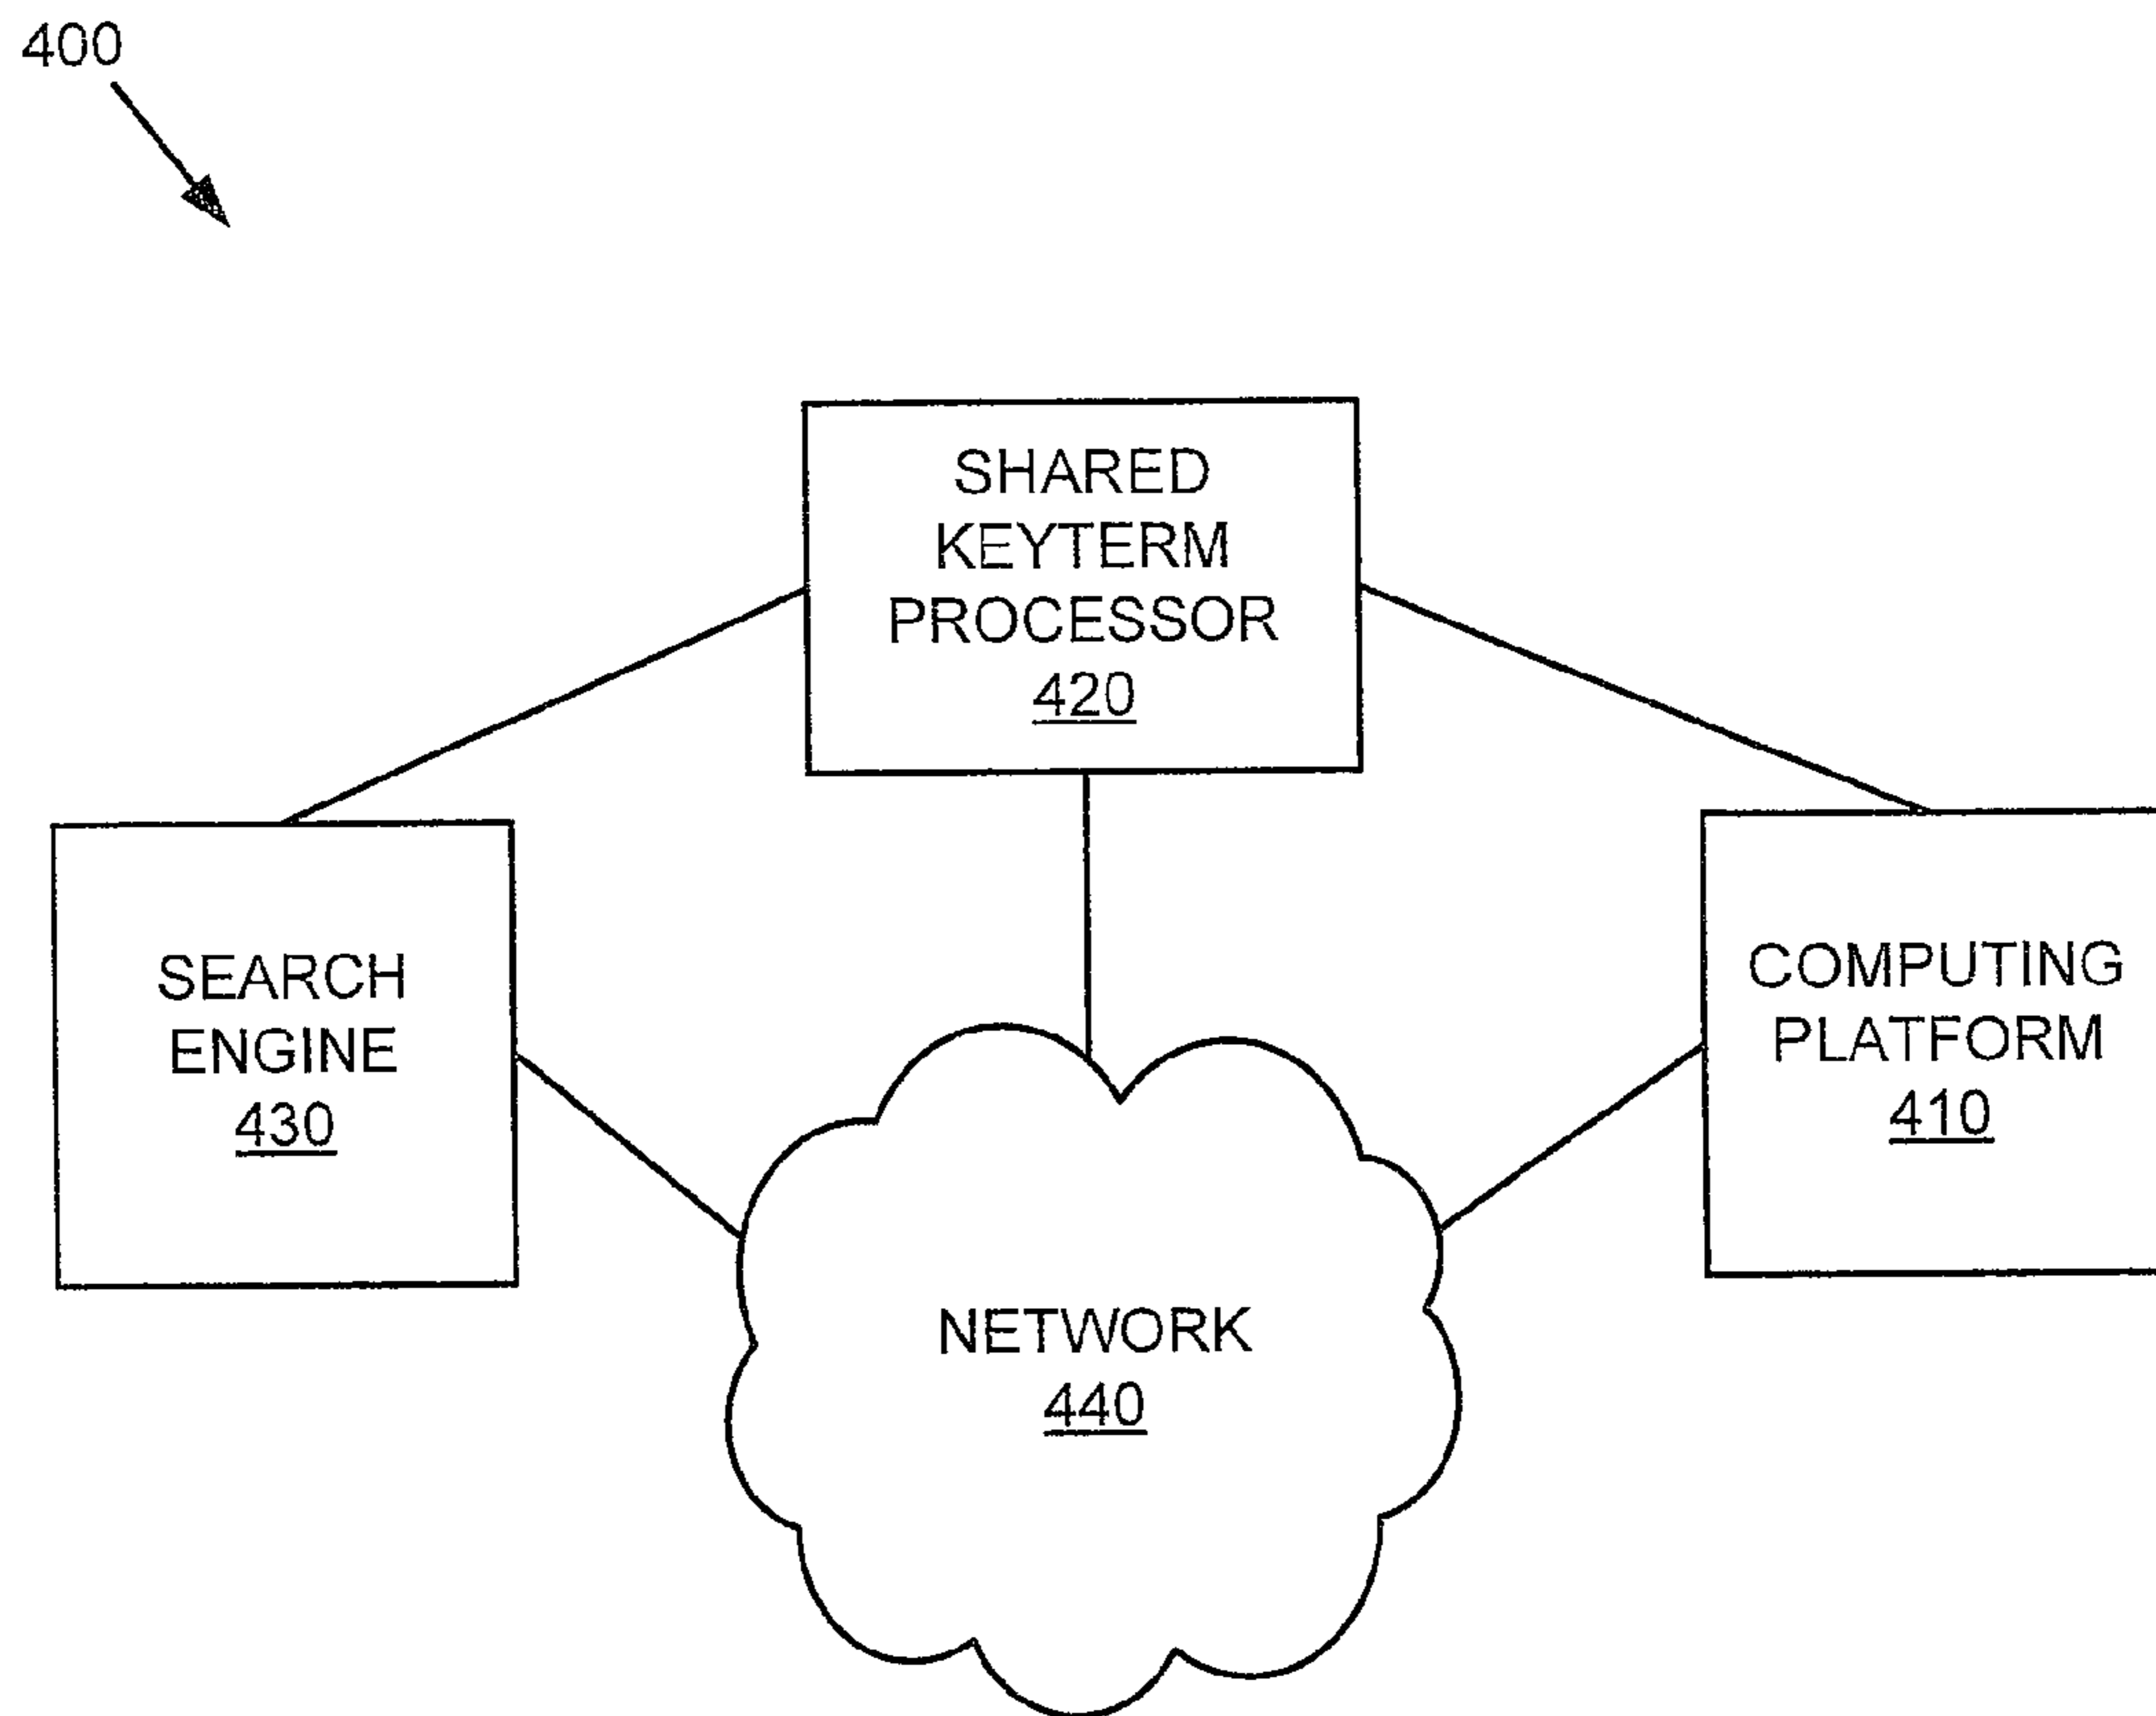 400
SHARED
KEYTERM
PROCESSOR
420
SEARCH
ENGINE
430
COMPUTING
PLATFORM
410
NETWORK
440